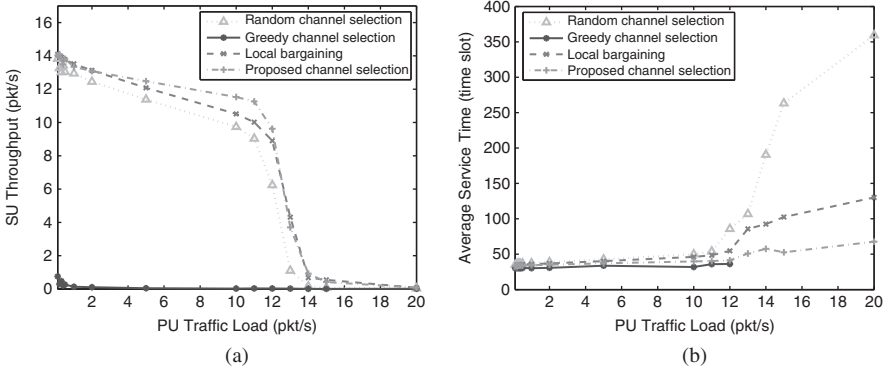 16
14
12
10
8
6
4
2
0
2
4
6
8
10
12
14
16
18
20
SU Throughput (pkt/s)
PU Traffic Load (pkt/s)
Random channel selection
Greedy channel selection
Local bargaining
Proposed channel selection
(a)
400
350
300
250
200
150
100
50
0
2
4
6
8
10
12
14
16
18
20
Average Service Time (time slot)
PU Traffic Load (pkt/s)
Random channel selection
Greedy channel selection
Local bargaining
Proposed channel selection
(b)